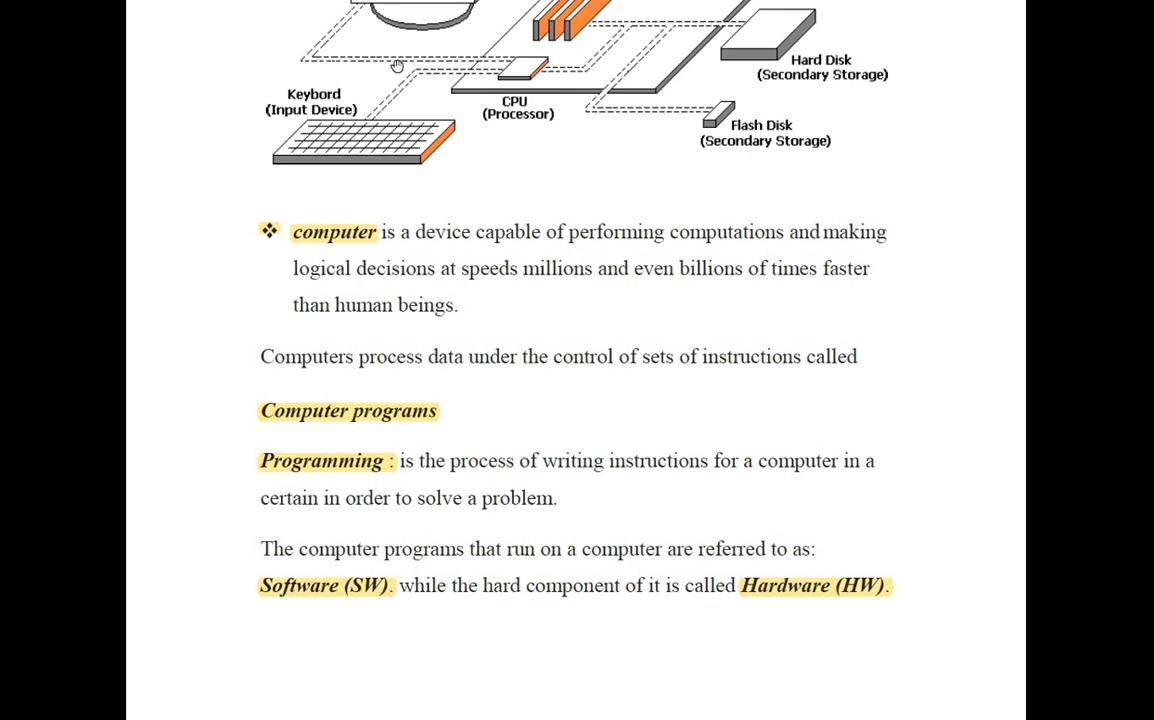 Hard Disk
(Secondary Storage)
Keybord
(Input Device)
CPU
(Processor)
Flash Disk
(Secondary Storage)
❖ computer is a device capable of performing computations and making
logical decisions at speeds millions and even billions of times faster
than human beings.
Computers process data under the control of sets of instructions called
Computer programs
Programming : is the process of writing instructions for a computer in a
certain in order to solve a problem.
The computer programs that run on a computer are referred to as:
Software (SW). while the hard component of it is called Hardware (HW).